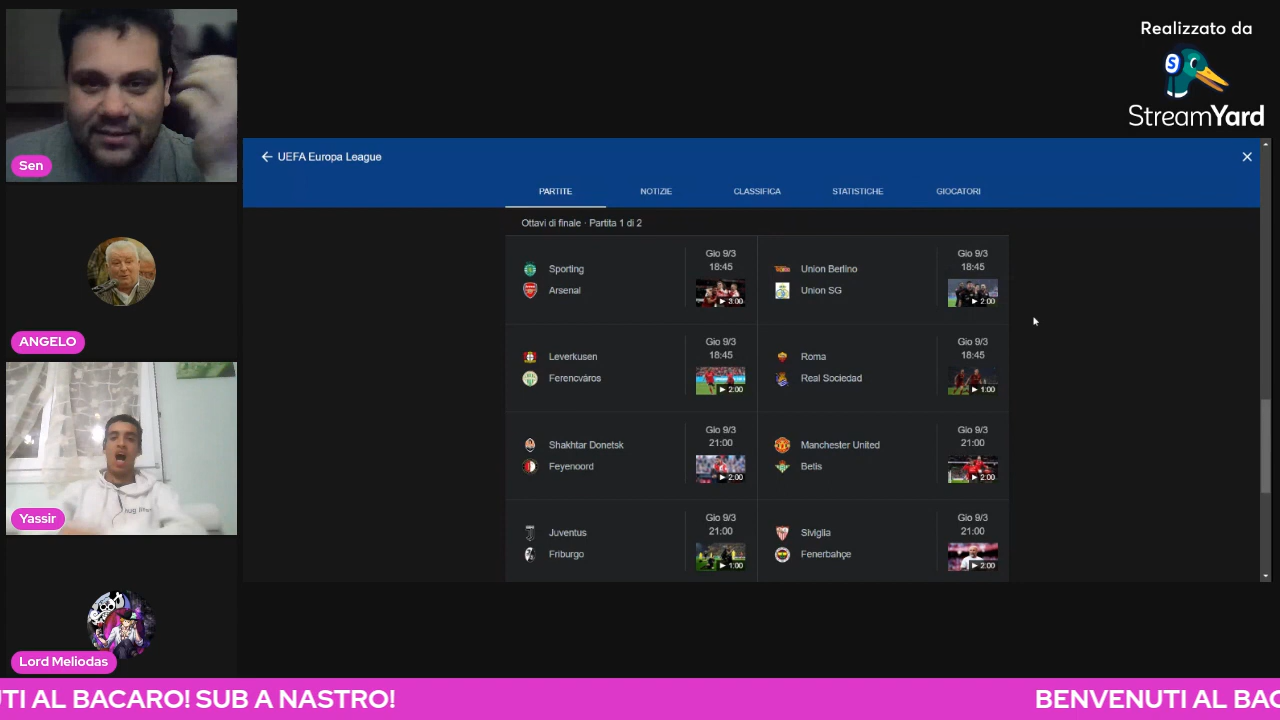 Realizzato da
S
StreamYard
Sen
ANGELO
Yassir
Lord Meliodas
UEFA Europa League
PARTITE
NOTIZIE
CLASSIFICA
STATISTICHE
GIOCATORI
Ottavi di finale · Partita 1 di 2
Sporting
Arsenal
Gio 9/3
18:45
3:00
Union Berlino
Union SG
Gio 9/3
18:45
2:00
Leverkusen
Ferencváros
Gio 9/3
18:45
2:00
Roma
Real Sociedad
Gio 9/3
18:45
1:00
Shakhtar Donetsk
Feyenoord
Gio 9/3
21:00
2:00
Manchester United
Betis
Gio 9/3
21:00
2:00
Juventus
Friburgo
Gio 9/3
21:00
1:00
Siviglia
Fenerbahçe
Gio 9/3
21:00
2:00
UTI AL BACARO! SUB A NASTRO!
BENVENUTI AL BAC